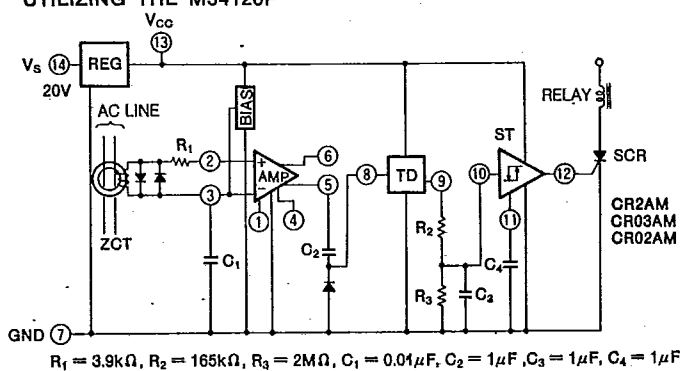 UTILIZING THE M54126P
VCC
13
VS 14 REG
20V
AC LINE
BIAS
RELAY
R1
2
+
AMP
−
6
5
3
1
4
8
TD
9
10
ST
12
SCR
11
CR2AM
CR03AM
CR02AM
ZCT
C1
C2
R2
R3
C3
C4
GND 7
R1 = 3.9kΩ, R2 = 165kΩ, R3 = 2MΩ, C1 = 0.01μF, C2 = 1μF, C3 = 1μF, C4 = 1μF